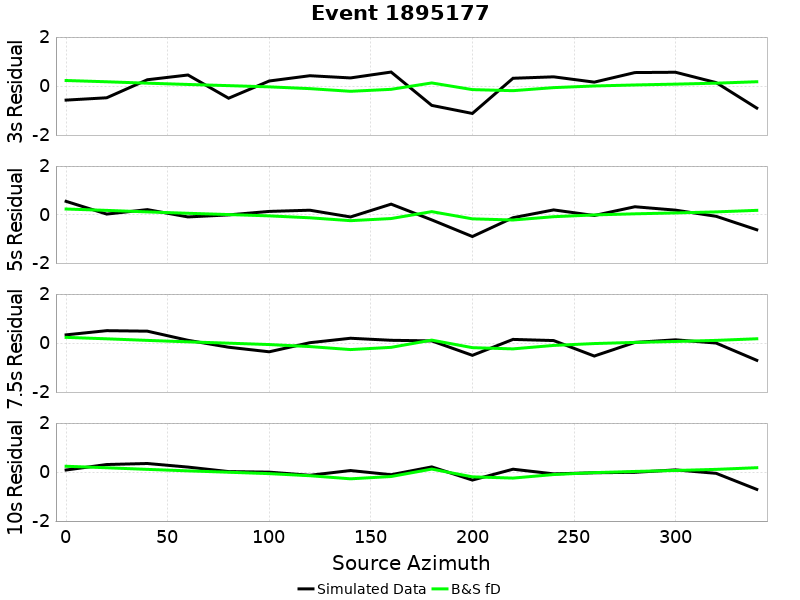 Event 1895177
3s Residual
2
0
-2
5s Residual
2
0
-2
7.5s Residual
2
0
-2
10s Residual
2
0
-2
0 50 100 150 200 250 300
Source Azimuth
Simulated Data B&S fD